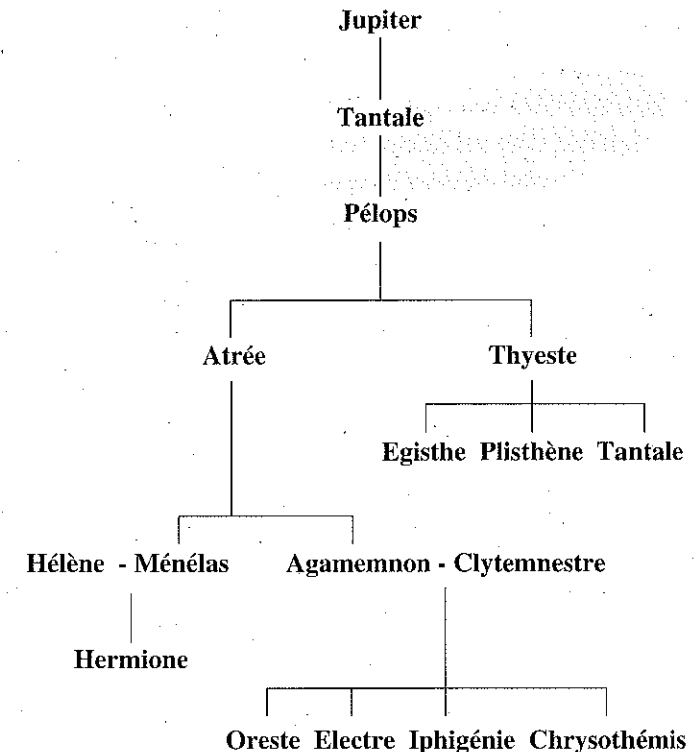 Jupiter
Tantale
Pélops
Atrée Thyeste
Egisthe Plisthène Tantale
Hélène - Ménélas Agamemnon - Clytemnestre
Hermione
Oreste Electre Iphigénie Chrysothémis